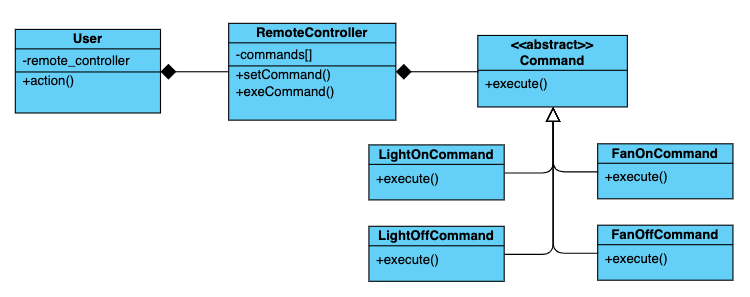 User
-remote_controller
+action()
RemoteController
-commands[]
+setCommand()
+exeCommand()
<<abstract>>
Command
+execute()
LightOnCommand
+execute()
FanOnCommand
+execute()
LightOffCommand
+execute()
FanOffCommand
+execute()